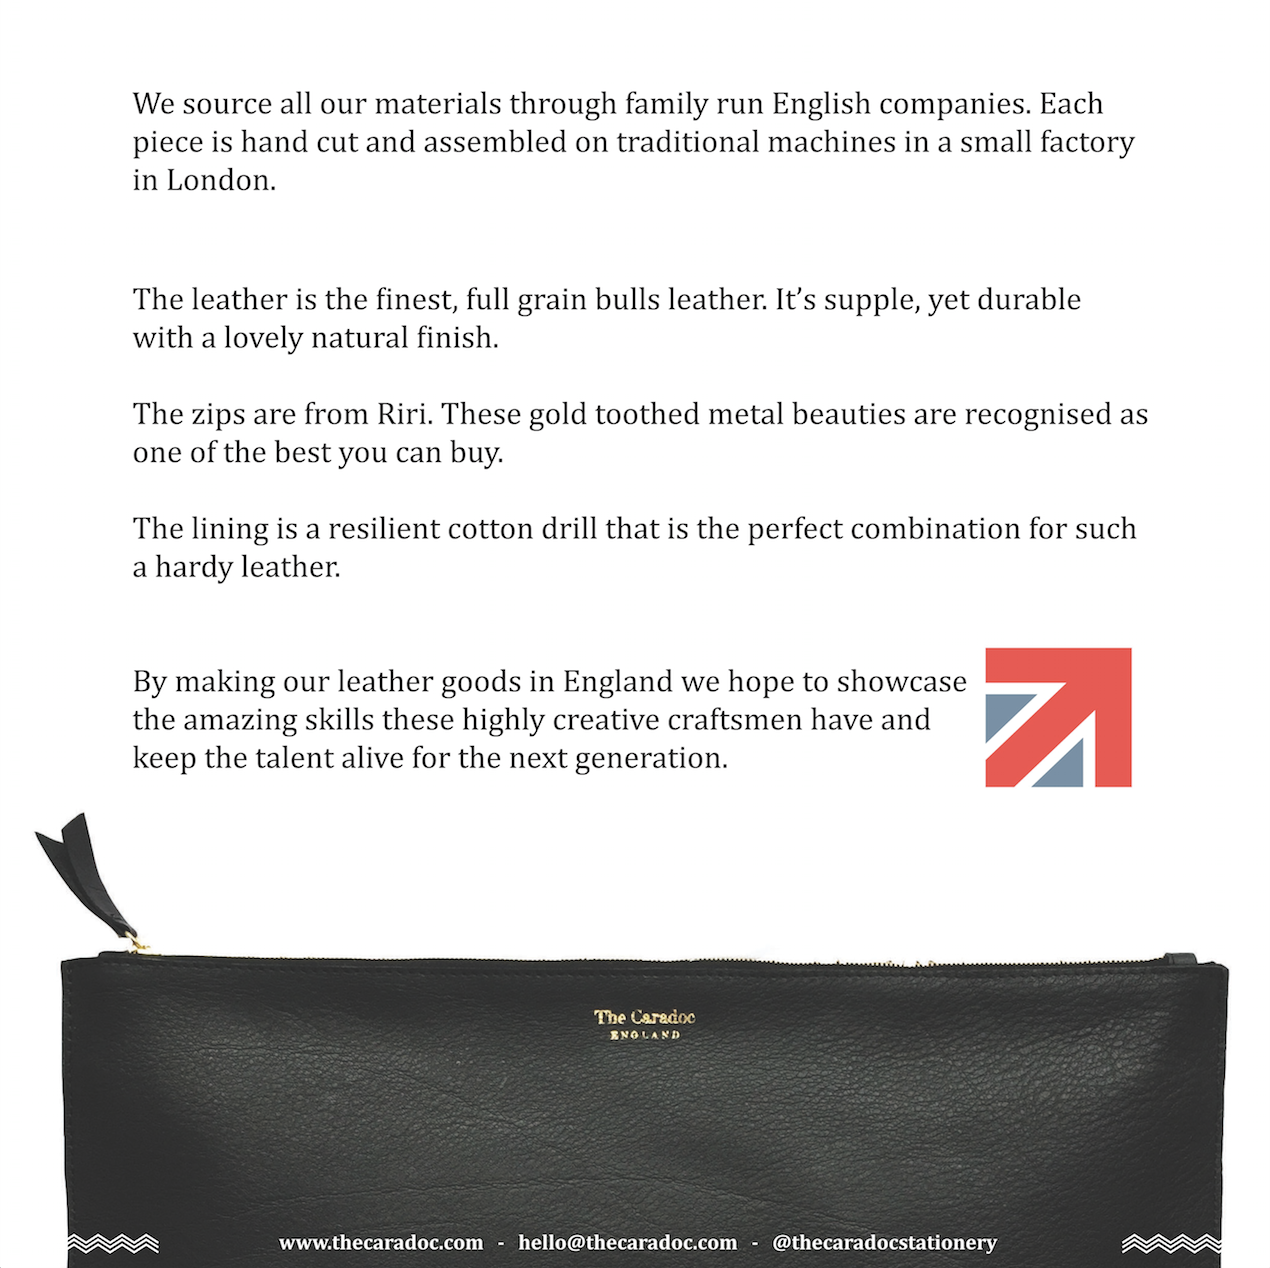 We source all our materials through family run English companies. Each
piece is hand cut and assembled on traditional machines in a small factory
in London.
The leather is the finest, full grain bulls leather. It’s supple, yet durable
with a lovely natural finish.
The zips are from Riri. These gold toothed metal beauties are recognised as
one of the best you can buy.
The lining is a resilient cotton drill that is the perfect combination for such
a hardy leather.
By making our leather goods in England we hope to showcase
the amazing skills these highly creative craftsmen have and
keep the talent alive for the next generation.
The Caradoc
ENGLAND
www.thecaradoc.com - hello@thecaradoc.com - @thecaradocstationery